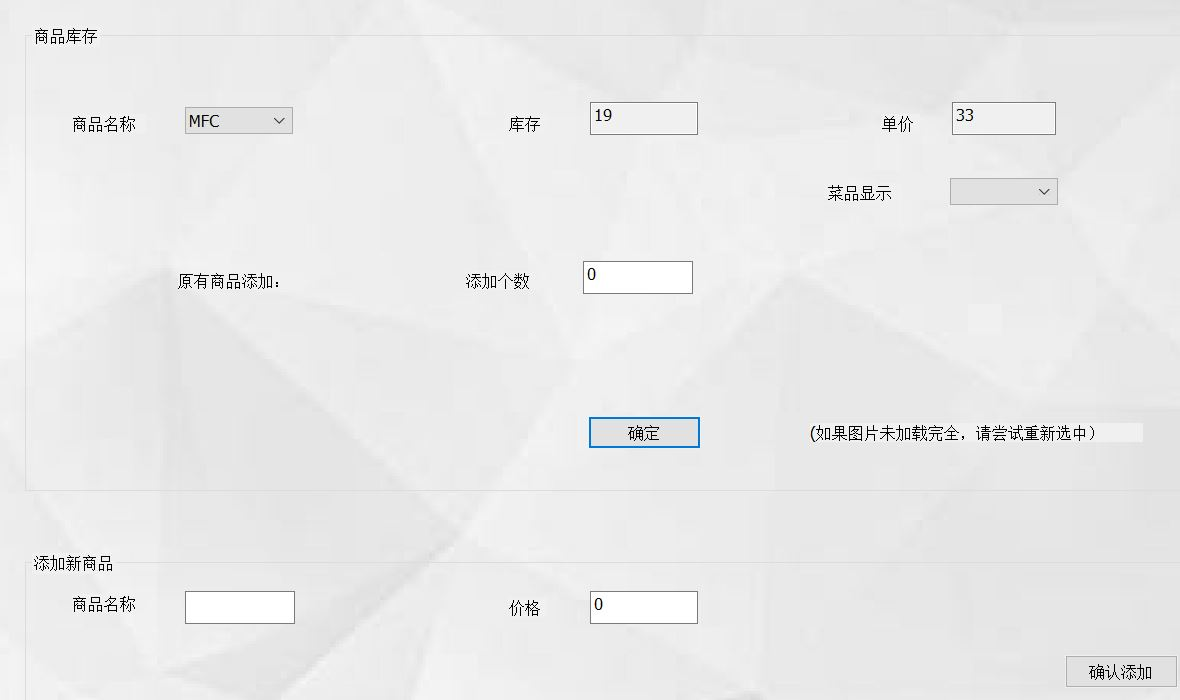 商品库存
商品名称 MFC 库存 19 单价 33
菜品显示
原有商品添加： 添加个数 0
确定 (如果图片未加载完全，请尝试重新选中）
添加新商品
商品名称 价格 0
确认添加